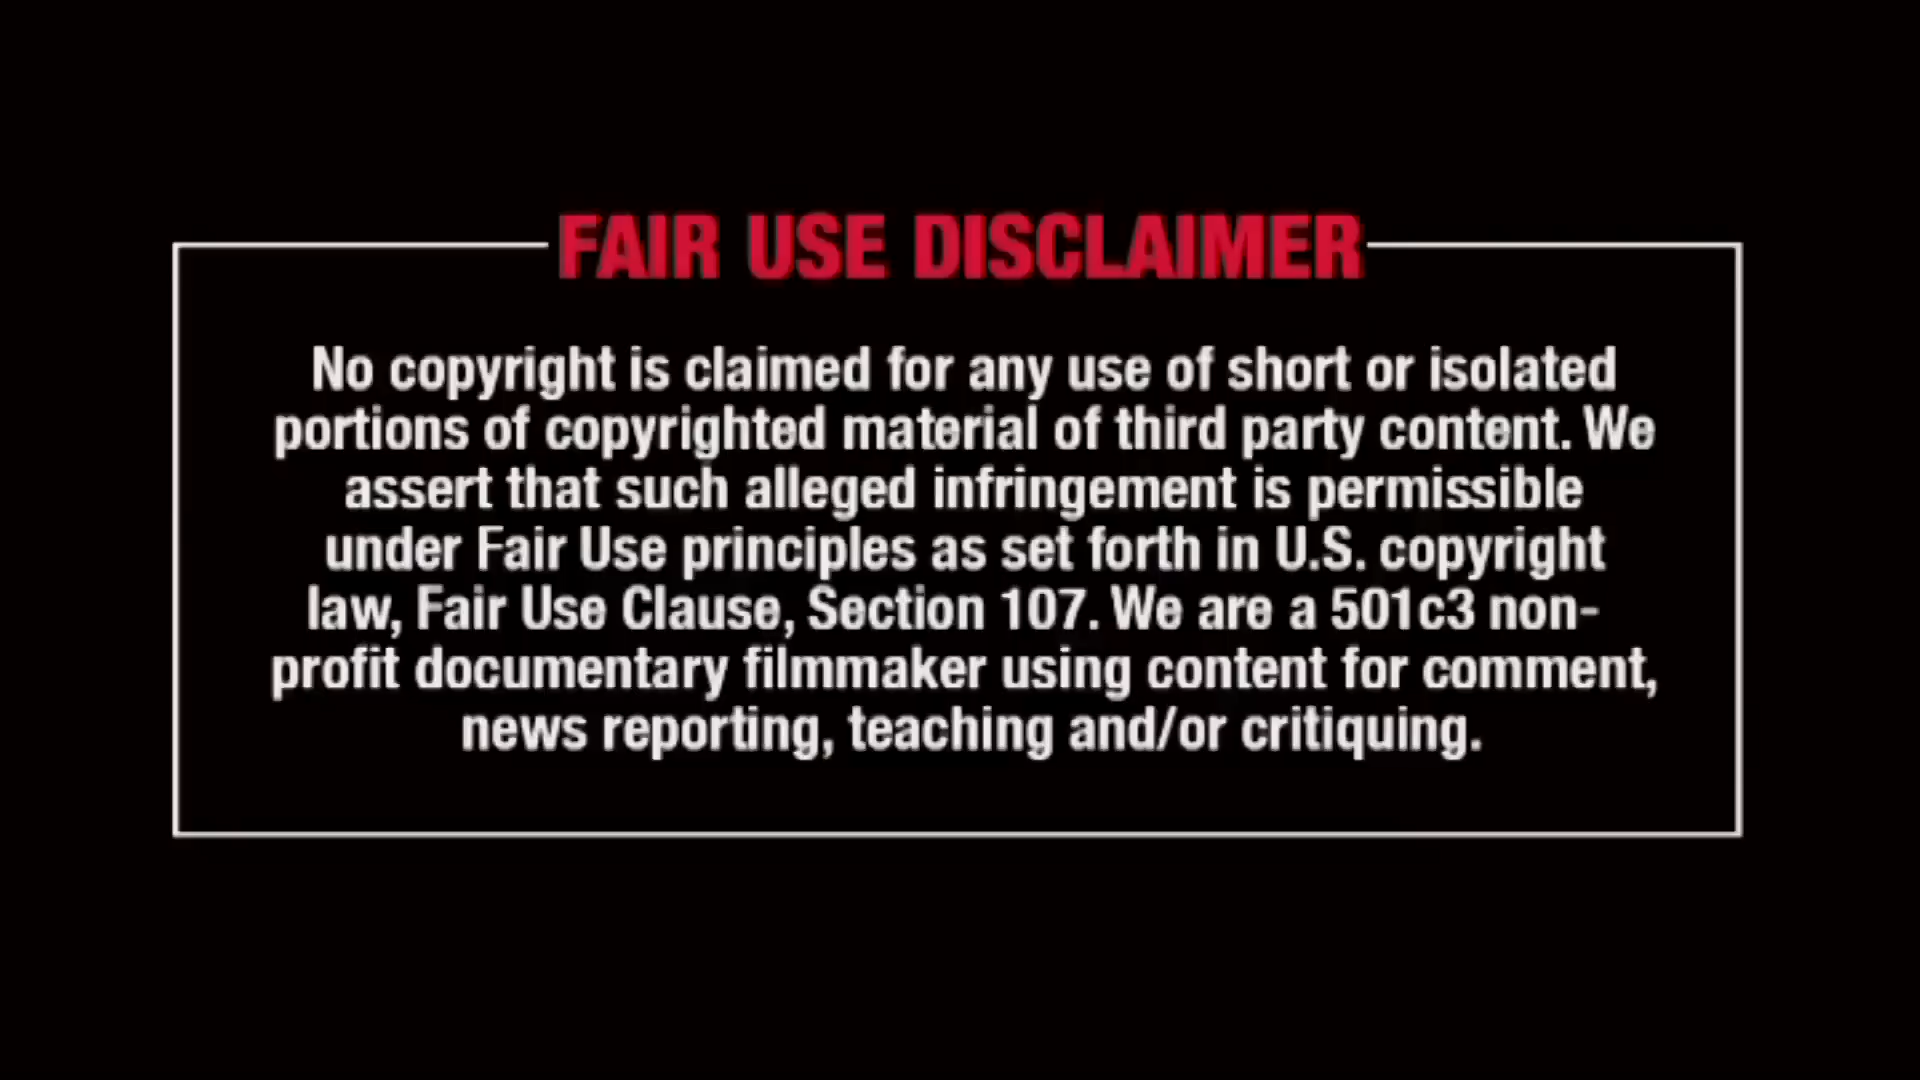 FAIR USE DISCLAIMER
No copyright is claimed for any use of short or isolated
portions of copyrighted material of third party content. We
assert that such alleged infringement is permissible
under Fair Use principles as set forth in U.S. copyright
law, Fair Use Clause, Section 107. We are a 501c3 non-
profit documentary filmmaker using content for comment,
news reporting, teaching and/or critiquing.